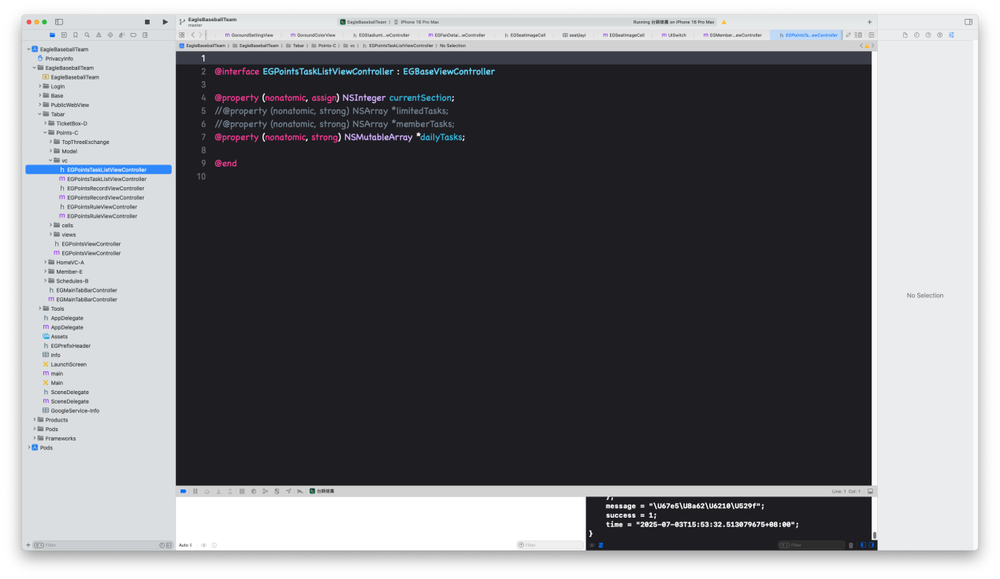 EagleBaseballTeam
master
EagleBaseballTeam 〉 iPhone 16 Pro Max
Running 台鋼雄鷹 on iPhone 16 Pro Max
GoroundSettingView
GoroundColorView
EGStadiumI...wController
EGFanDetai...wController
EGSeatImageCell
seatjiayi
EGSeatImageCell
UISwitch
EGMember...ewController
EGPointsTa...ewController
EagleBaseballTeam 〉 EagleBaseballTeam 〉 Tabar 〉 Points-C 〉 vc 〉 h EGPointsTaskListViewController 〉 No Selection
EagleBaseballTeam
PrivacyInfo
EagleBaseballTeam
EagleBaseballTeam
Login
Base
PublicWebView
Tabar
TicketBox-D
Points-C
TopThreeExchange
Model
vc
h EGPointsTaskListViewController
m EGPointsTaskListViewController
h EGPointsRecordViewController
m EGPointsRecordViewController
h EGPointsRuleViewController
m EGPointsRuleViewController
cells
views
h EGPointsViewController
m EGPointsViewController
HomeVC-A
Member-E
Schedules-B
h EGMainTabBarController
m EGMainTabBarController
Tools
h AppDelegate
m AppDelegate
Assets
h EGPrefixHeader
Info
LaunchScreen
m main
Main
h SceneDelegate
m SceneDelegate
GoogleService-Info
Products
Pods
Frameworks
Pods
Filter
1
2 @interface EGPointsTaskListViewController : EGBaseViewController
3
4 @property (nonatomic, assign) NSInteger currentSection;
5 //@property (nonatomic, strong) NSArray *limitedTasks;
6 //@property (nonatomic, strong) NSArray *memberTasks;
7 @property (nonatomic, strong) NSMutableArray *dailyTasks;
8
9 @end
10
No Selection
台鋼雄鷹
Line: 1 Col: 1
};
message = "\U67e5\U8a62\U6210\U529f";
success = 1;
time = "2025-07-03T15:53:32.513079675+08:00";
}
Auto
Filter
Filter